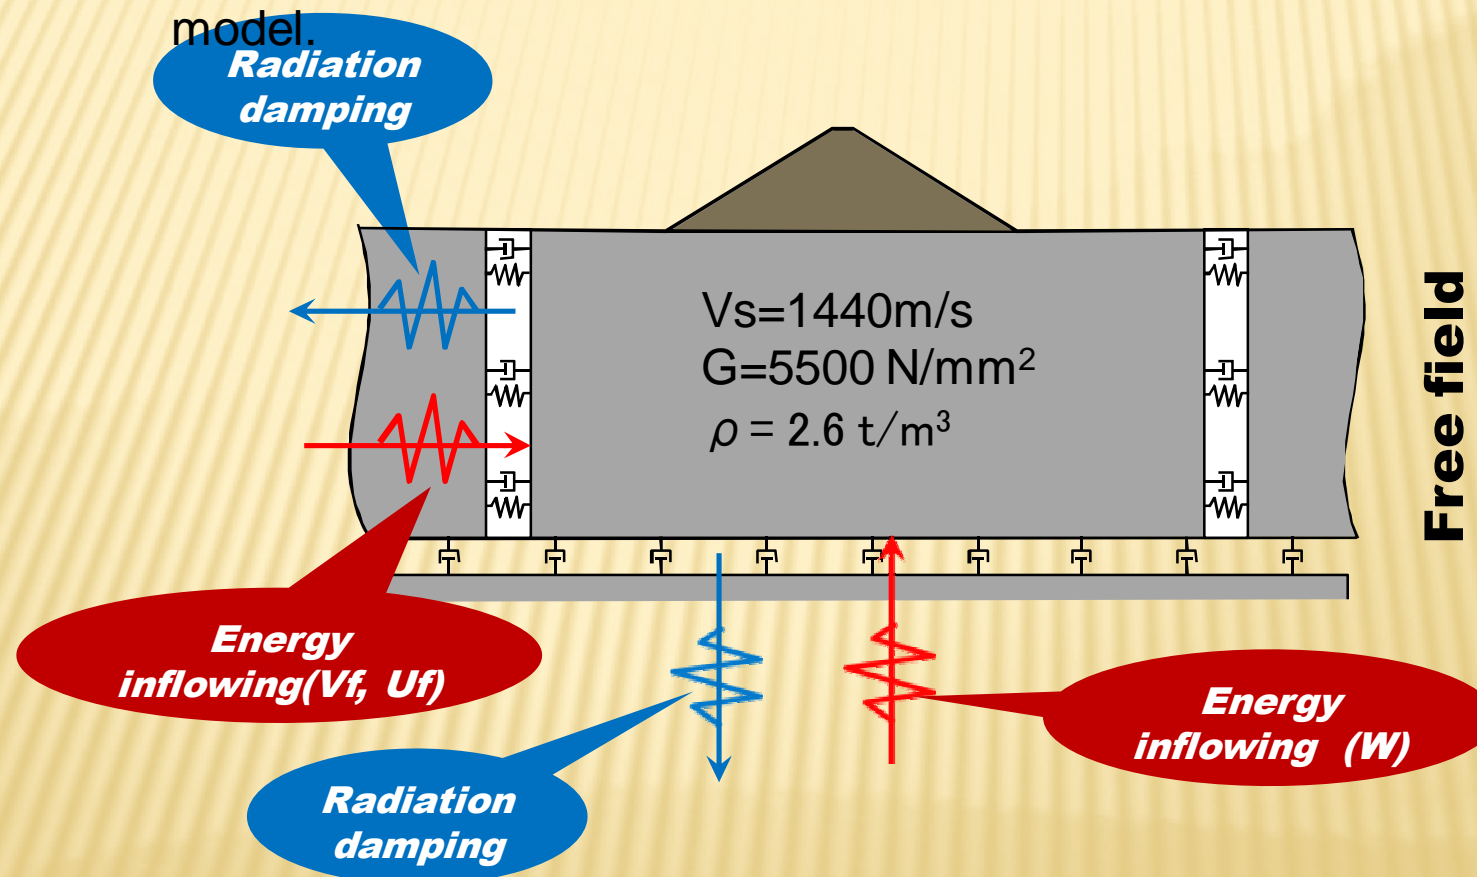 model.
Radiation
damping
Vs=1440m/s
G=5500 N/mm²
ρ = 2.6 t/m³
Free field
Energy
inflowing(Vf, Uf)
Energy
inflowing (W)
Radiation
damping